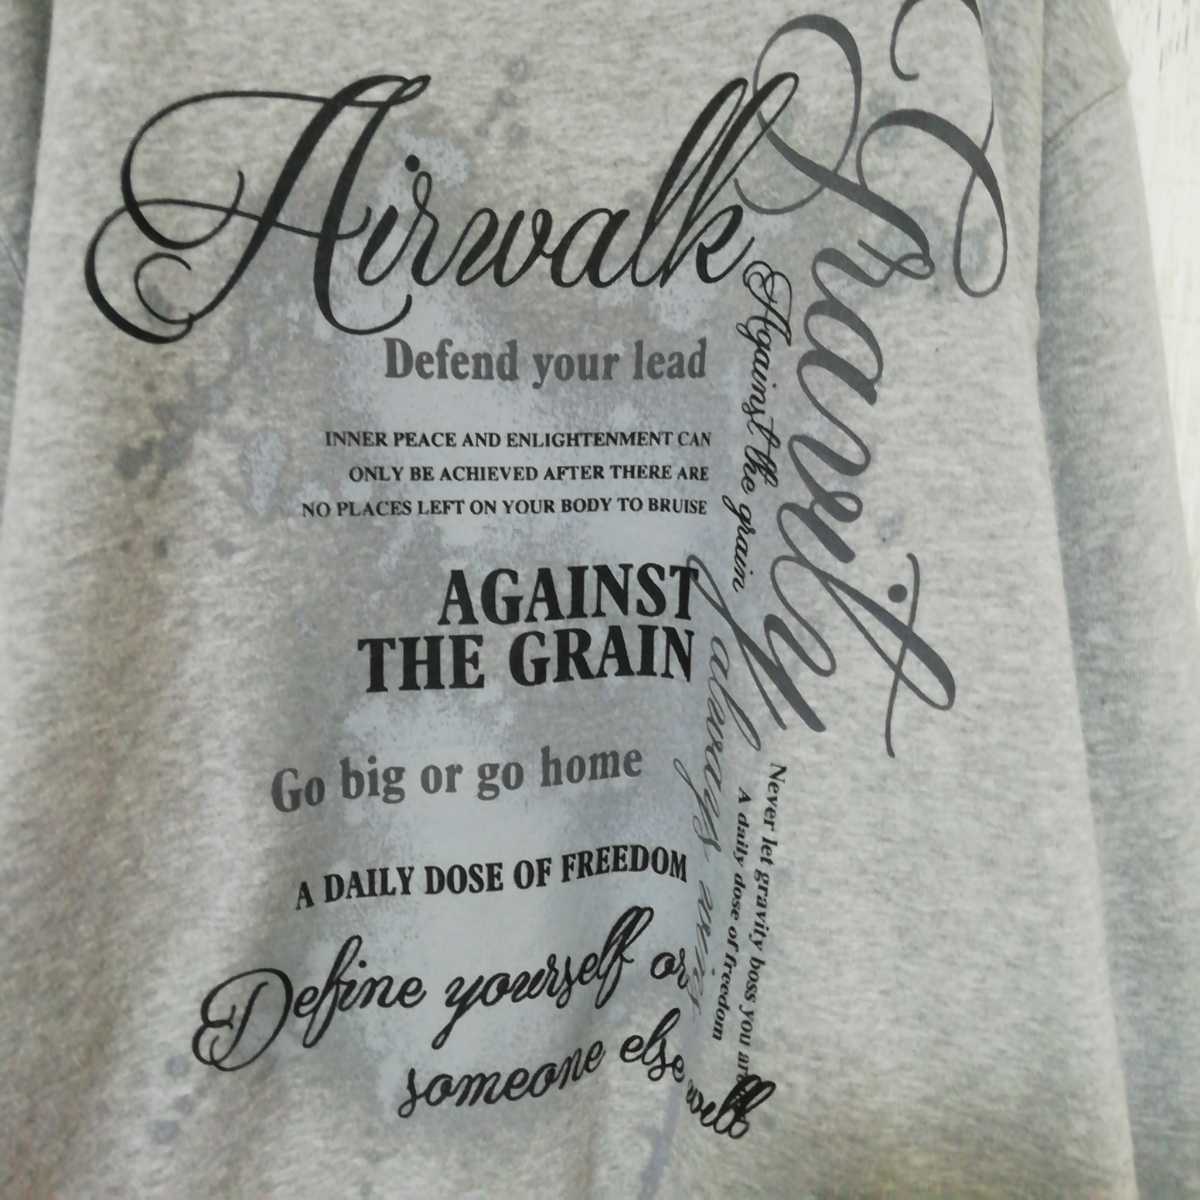 Airwalk
Defend your lead
INNER PEACE AND ENLIGHTENMENT CAN
ONLY BE ACHIEVED AFTER THERE ARE
NO PLACES LEFT ON YOUR BODY TO BRUISE
AGAINST
THE GRAIN
Go big or go home
A DAILY DOSE OF FREEDOM
Define yourself or
someone else will
Gravity
Against the grain
always wins
Never let gravity boss you
A daily dose of freedom